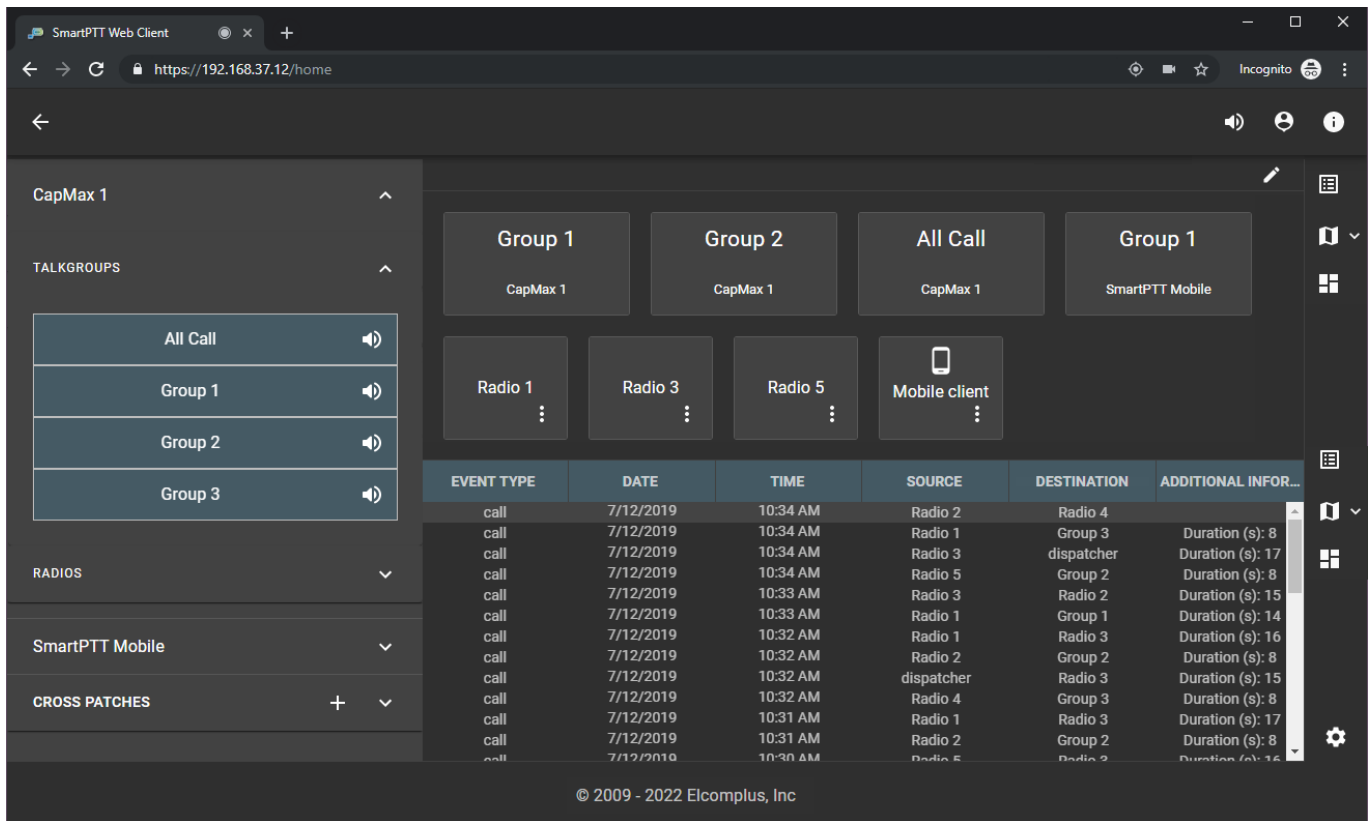 SmartPTT Web Client
https://192.168.37.12/home
Incognito
CapMax 1
TALKGROUPS
All Call
Group 1
Group 2
Group 3
RADIOS
SmartPTT Mobile
CROSS PATCHES
Group 1
CapMax 1
Group 2
CapMax 1
All Call
CapMax 1
Group 1
SmartPTT Mobile
Radio 1
Radio 3
Radio 5
Mobile client
EVENT TYPE DATE TIME SOURCE DESTINATION ADDITIONAL INFOR...
call 7/12/2019 10:34 AM Radio 2 Radio 4
call 7/12/2019 10:34 AM Radio 1 Group 3 Duration (s): 8
call 7/12/2019 10:34 AM Radio 3 dispatcher Duration (s): 17
call 7/12/2019 10:34 AM Radio 5 Group 2 Duration (s): 8
call 7/12/2019 10:33 AM Radio 3 Radio 2 Duration (s): 15
call 7/12/2019 10:33 AM Radio 1 Group 1 Duration (s): 14
call 7/12/2019 10:32 AM Radio 1 Radio 3 Duration (s): 16
call 7/12/2019 10:32 AM Radio 2 Group 2 Duration (s): 8
call 7/12/2019 10:32 AM dispatcher Radio 3 Duration (s): 15
call 7/12/2019 10:32 AM Radio 4 Group 3 Duration (s): 8
call 7/12/2019 10:31 AM Radio 1 Radio 3 Duration (s): 17
call 7/12/2019 10:31 AM Radio 2 Group 2 Duration (s): 8
call 7/12/2019 10:30 AM Radio 5
© 2009 - 2022 Elcomplus, Inc